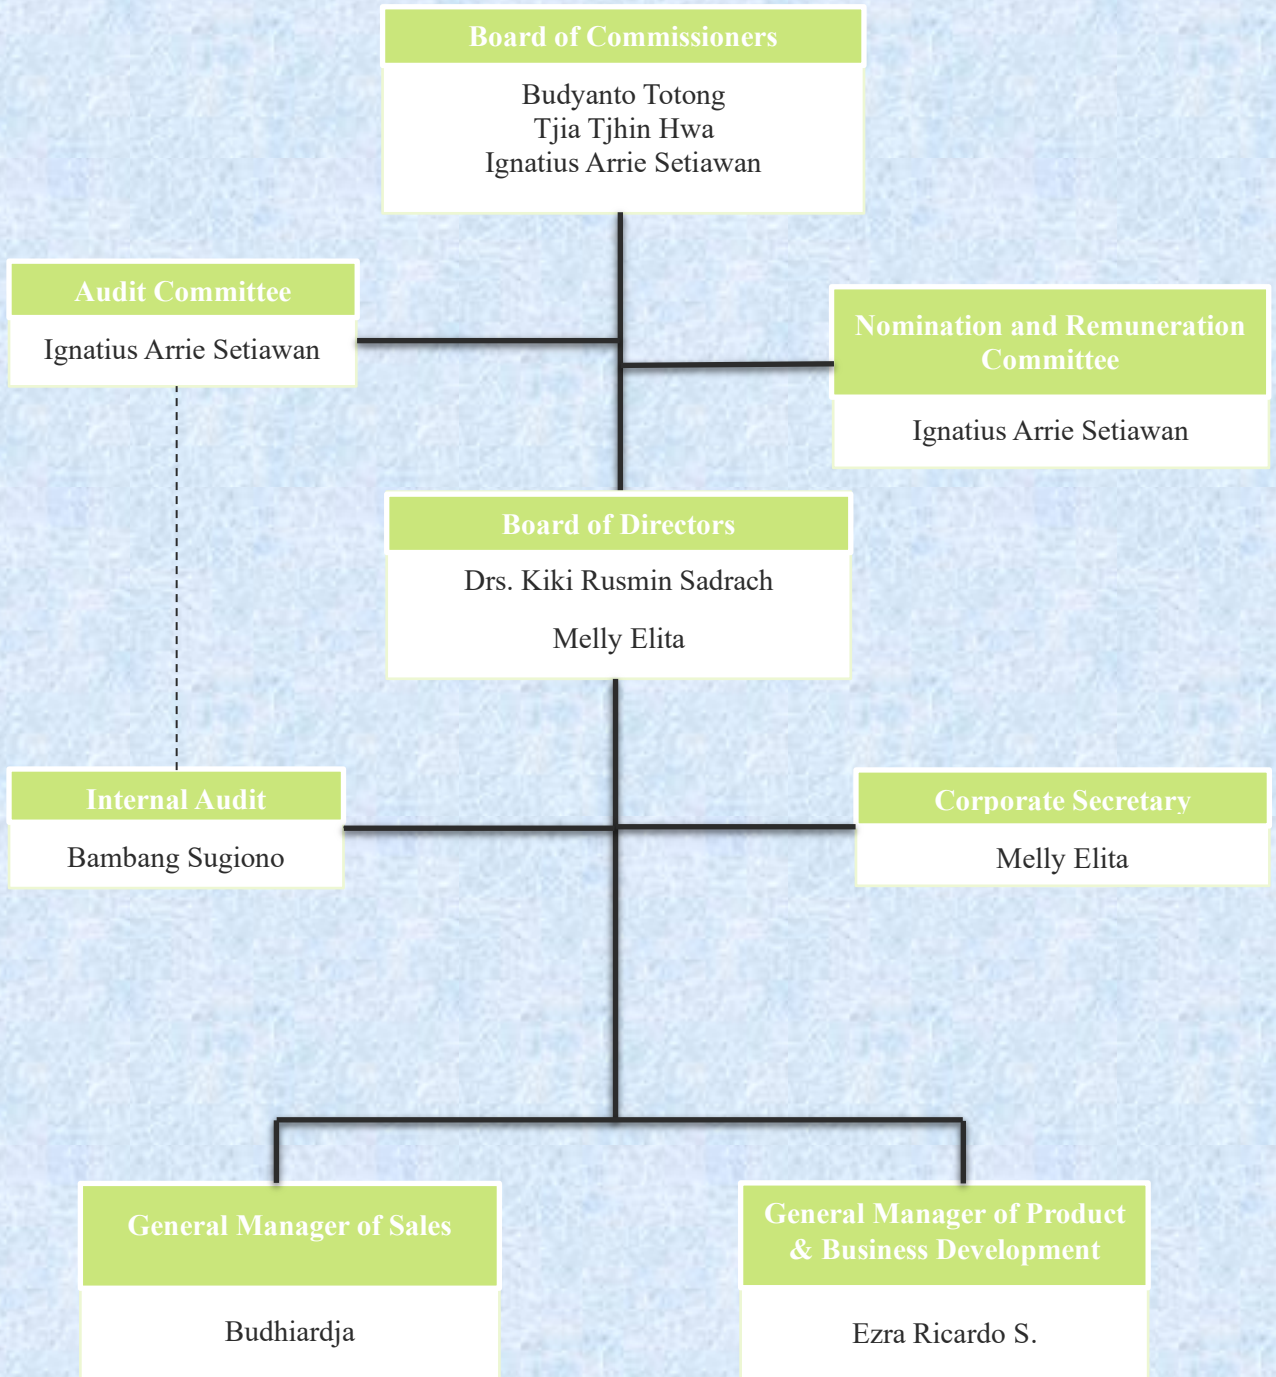 Board of Commissioners
Budyanto Totong
Tjia Tjhin Hwa
Ignatius Arrie Setiawan
Audit Committee
Ignatius Arrie Setiawan
Nomination and Remuneration
Committee
Ignatius Arrie Setiawan
Board of Directors
Drs. Kiki Rusmin Sadrach
Melly Elita
Internal Audit
Bambang Sugiono
Corporate Secretary
Melly Elita
General Manager of Sales
Budhiardja
General Manager of Product
& Business Development
Ezra Ricardo S.